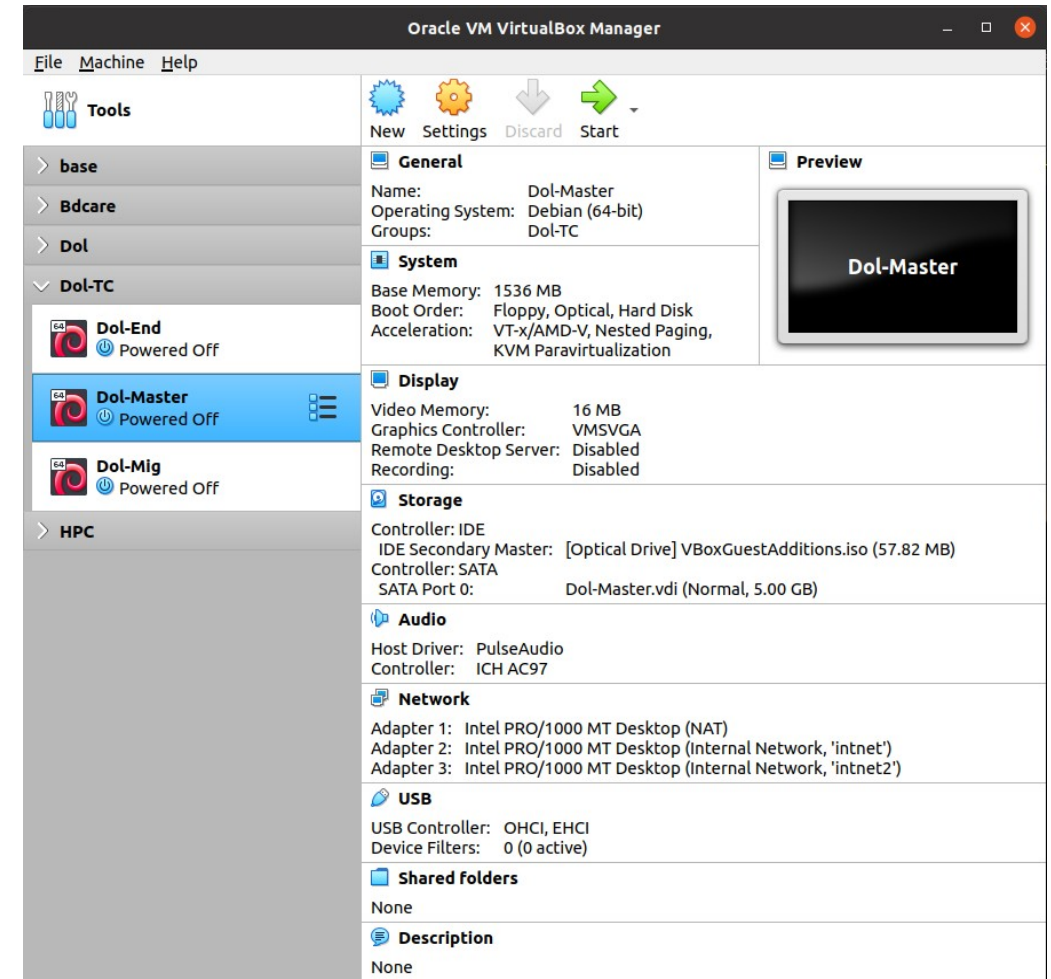 Oracle VM VirtualBox Manager
File Machine Help
Tools
New Settings Discard Start
base
Bdcare
Dol
Dol-TC
64
Dol-End
Powered Off
64
Dol-Master
Powered Off
64
Dol-Mig
Powered Off
HPC
General
Name: Dol-Master
Operating System: Debian (64-bit)
Groups: Dol-TC
Preview
Dol-Master
System
Base Memory: 1536 MB
Boot Order: Floppy, Optical, Hard Disk
Acceleration: VT-x/AMD-V, Nested Paging,
KVM Paravirtualization
Display
Video Memory: 16 MB
Graphics Controller: VMSVGA
Remote Desktop Server: Disabled
Recording: Disabled
Storage
Controller: IDE
IDE Secondary Master: [Optical Drive] VBoxGuestAdditions.iso (57.82 MB)
Controller: SATA
SATA Port 0: Dol-Master.vdi (Normal, 5.00 GB)
Audio
Host Driver: PulseAudio
Controller: ICH AC97
Network
Adapter 1: Intel PRO/1000 MT Desktop (NAT)
Adapter 2: Intel PRO/1000 MT Desktop (Internal Network, 'intnet')
Adapter 3: Intel PRO/1000 MT Desktop (Internal Network, 'intnet2')
USB
USB Controller: OHCI, EHCI
Device Filters: 0 (0 active)
Shared folders
None
Description
None